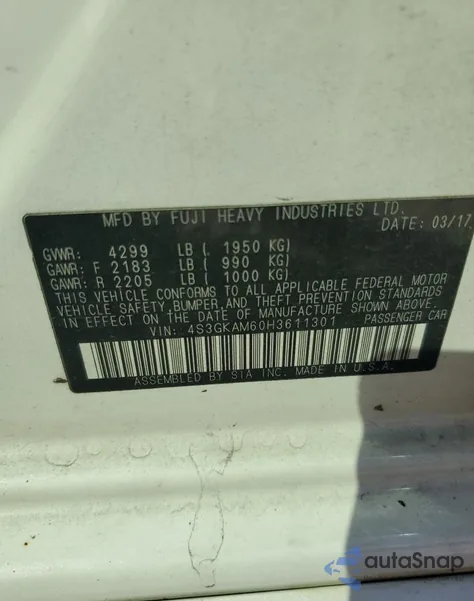 MFD BY FUJI HEAVY INDUSTRIES LTD.
DATE: 03/17
GVWR: 4299 LB ( 1950 KG)
GAWR: F 2183 LB ( 990 KG)
GAWR: R 2205 LB ( 1000 KG)
THIS VEHICLE CONFORMS TO ALL APPLICABLE FEDERAL MOTOR
VEHICLE SAFETY, BUMPER, AND THEFT PREVENTION STANDARDS
IN EFFECT ON THE DATE OF MANUFACTURE SHOWN ABOVE.
VIN: 4S3GKAM60H3611301 PASSENGER CAR
ASSEMBLED BY SIA INC. MADE IN U.S.A.
autoSnap
by Carfast